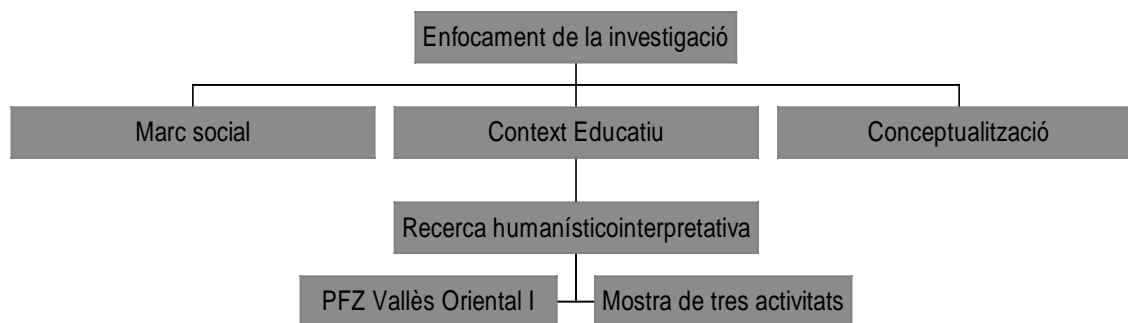 Enfocament de la investigació
Marc social
Context Educatiu
Conceptualització
Recerca humanísticointerpretativa
PFZ Vallès Oriental I
Mostra de tres activitats